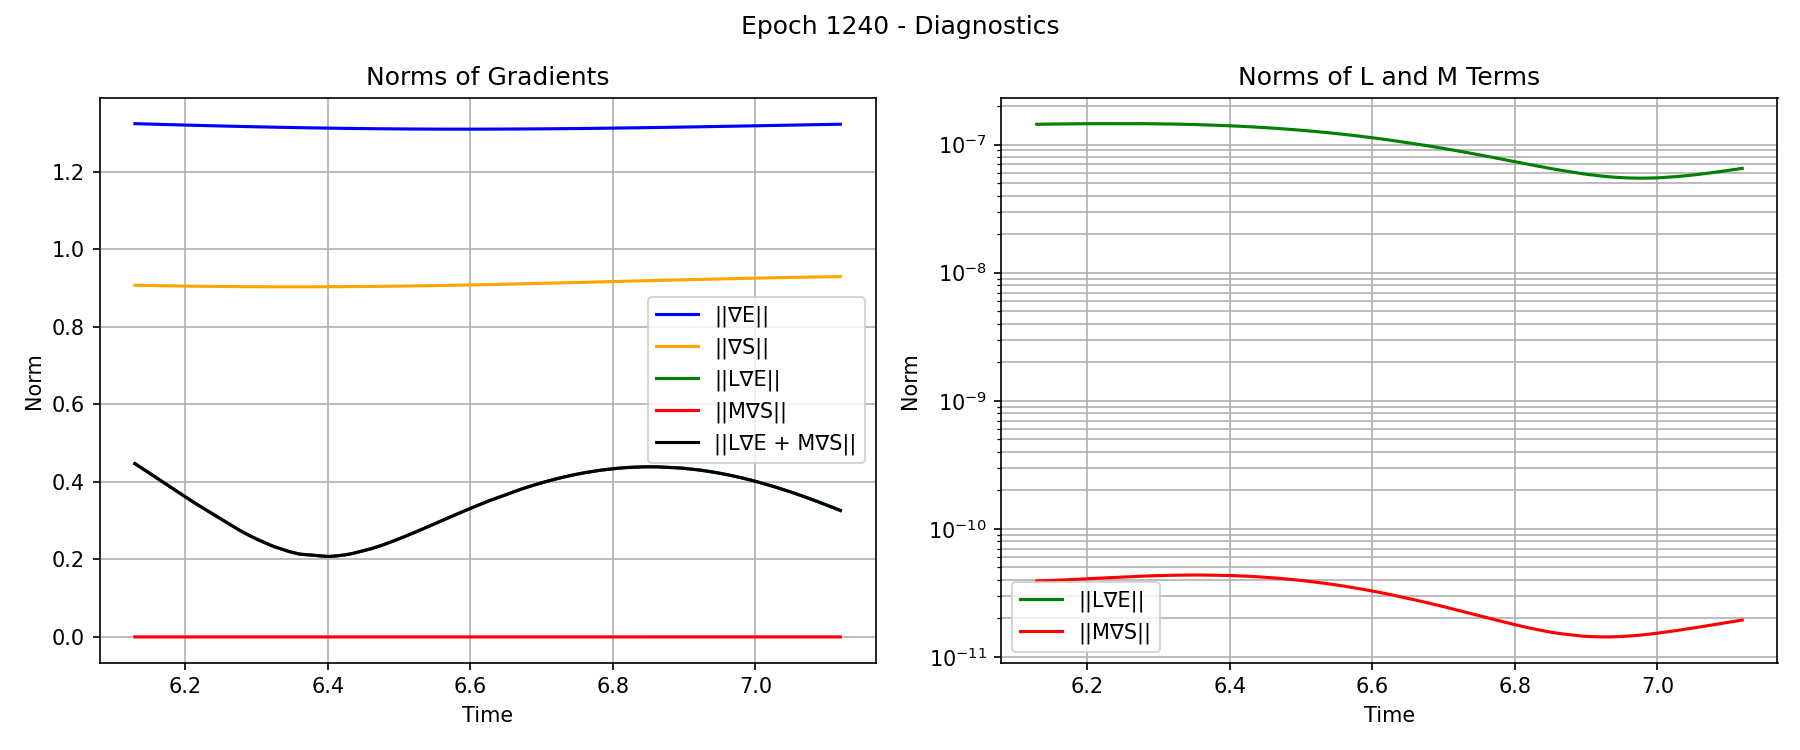 Epoch 1240 - Diagnostics
Norms of Gradients
Norm
1.2
1.0
0.8
0.6
0.4
0.2
0.0
||∇E||
||∇S||
||L∇E||
||M∇S||
||L∇E + M∇S||
6.2 6.4 6.6 6.8 7.0
Time
Norms of L and M Terms
Norm
10⁻⁷
10⁻⁸
10⁻⁹
10⁻¹⁰
10⁻¹¹
||L∇E||
||M∇S||
6.2 6.4 6.6 6.8 7.0
Time